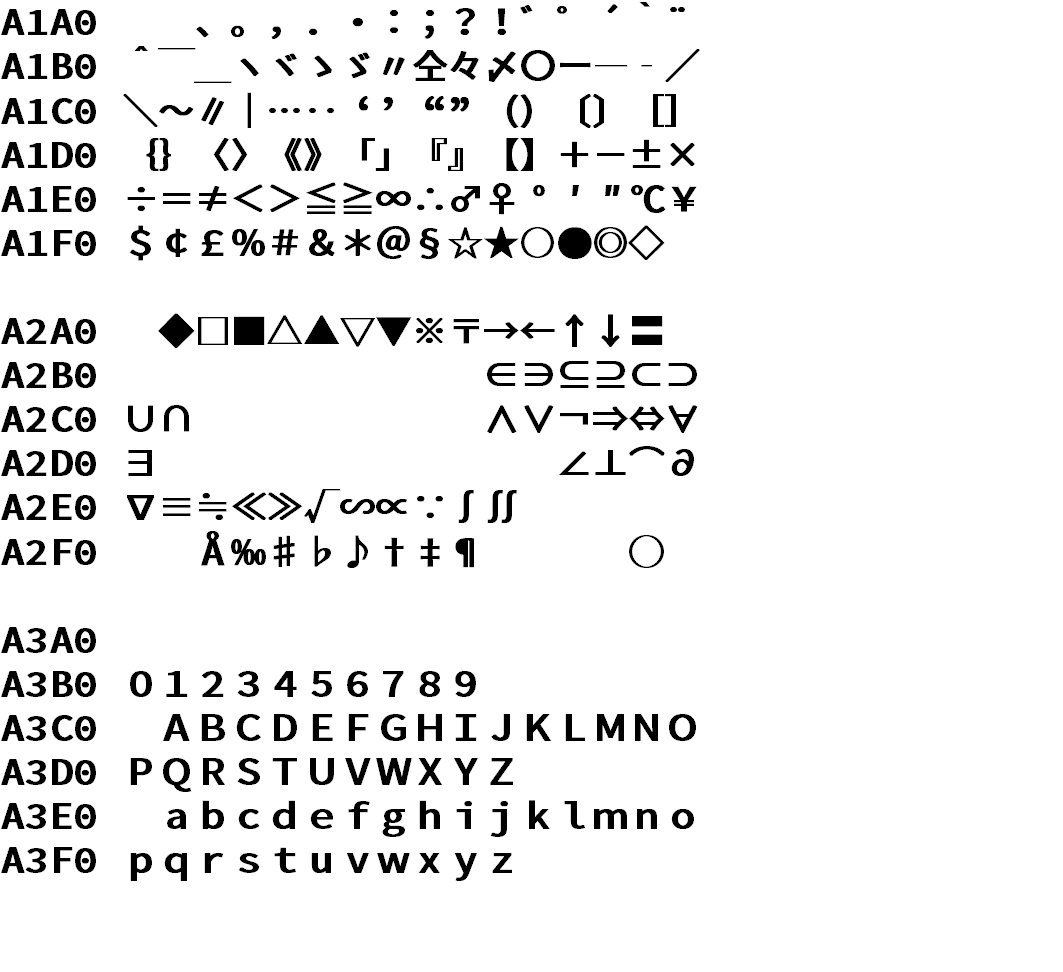 A1A0 　、。，．・：；？！゛゜´｀¨
A1B0 ＾￣＿ヽヾゝゞ〃仝々〆〇ー―‐／
A1C0 ＼～∥｜…‥‘’“”（）〔〕［］
A1D0 ｛｝〈〉《》「」『』【】＋－±×
A1E0 ÷＝≠＜＞≦≧∞∴♂♀°′″℃￥
A1F0 ＄￠￡％＃＆＊＠§☆★○●◎◇
A2A0 　◆□■△▲▽▼※〒→←↑↓〓
A2B0 ∈∋⊆⊇⊂⊃
A2C0 ∪∩ ∧∨￢⇒⇔∀
A2D0 ∃ ∠⊥⌒∂
A2E0 ∇≡≒≪≫√∽∝∵∫∬
A2F0 Å‰♯♭♪†‡¶ ◯
A3A0
A3B0 ０１２３４５６７８９
A3C0 　ＡＢＣＤＥＦＧＨＩＪＫＬＭＮＯ
A3D0 ＰＱＲＳＴＵＶＷＸＹＺ
A3E0 　ａｂｃｄｅｆｇｈｉｊｋｌｍｎｏ
A3F0 ｐｑｒｓｔｕｖｗｘｙｚ